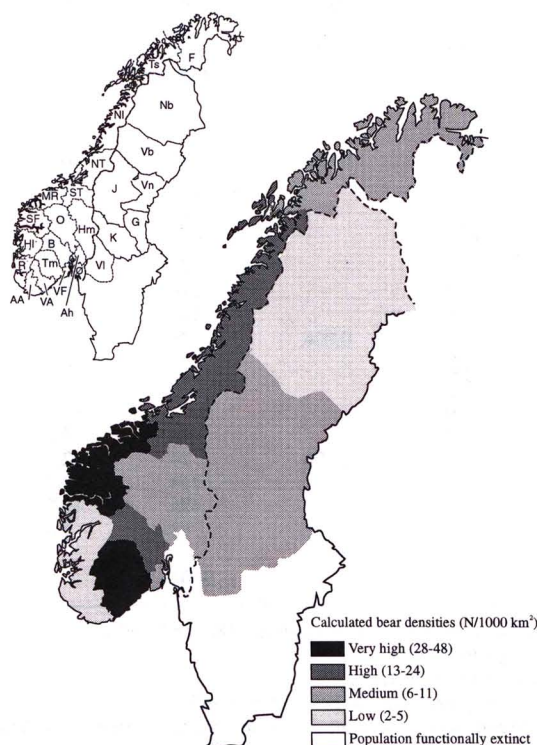 Ts
F
Nl
Nb
NT
Vb
J
Vn
MR
ST
SF
O
Hm
G
Hl
B
K
R
Tm
Vl
Ø
AA
VA
VF
Ah
Calculated bear densities (N/1000 km²)
Very high (28-48)
High (13-24)
Medium (6-11)
Low (2-5)
Population functionally extinct